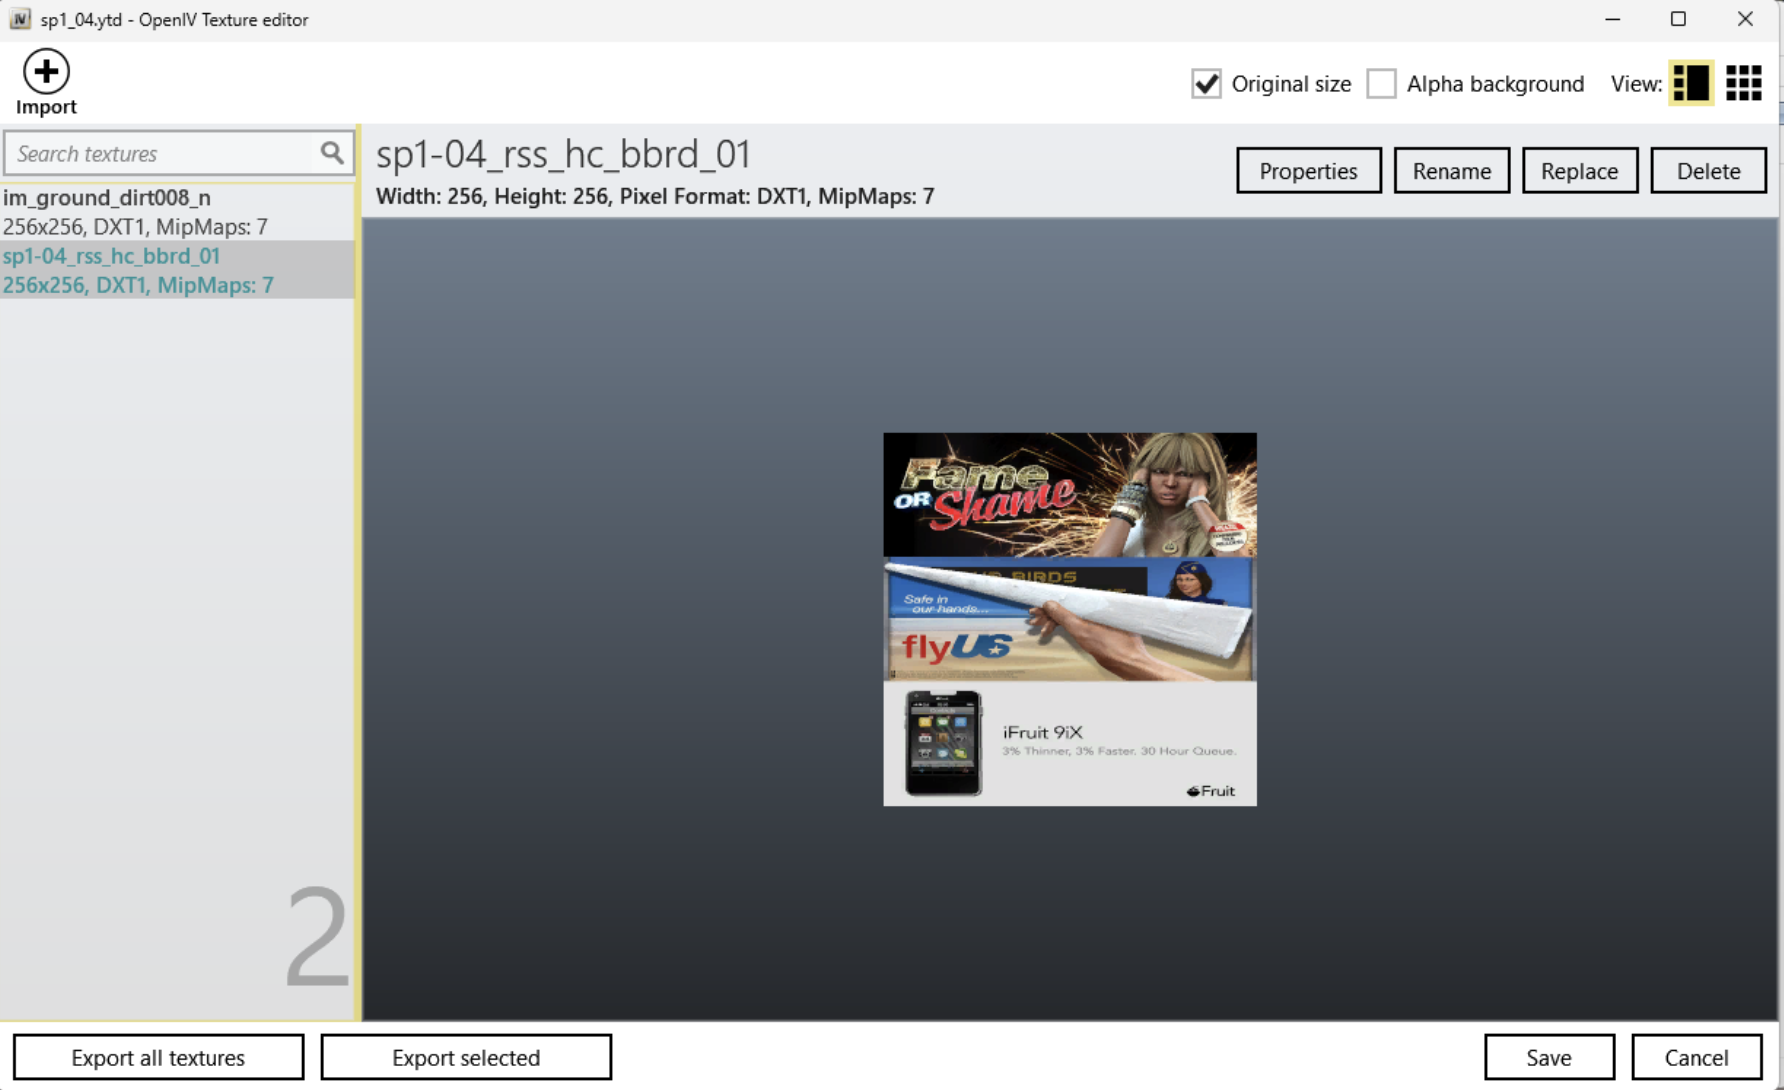 sp1_04.ytd - OpenIV Texture editor
Import
Original size
Alpha background
View:
Search textures
im_ground_dirt008_n
256x256, DXT1, MipMaps: 7
sp1-04_rss_hc_bbrd_01
256x256, DXT1, MipMaps: 7
2
sp1-04_rss_hc_bbrd_01
Width: 256, Height: 256, Pixel Format: DXT1, MipMaps: 7
Properties
Rename
Replace
Delete
Fame
OR Shame
BIRDS
Safe in
our hands...
flyUS
iFruit 9iX
3% Thinner, 3% Faster. 30 Hour Queue.
Fruit
Export all textures
Export selected
Save
Cancel